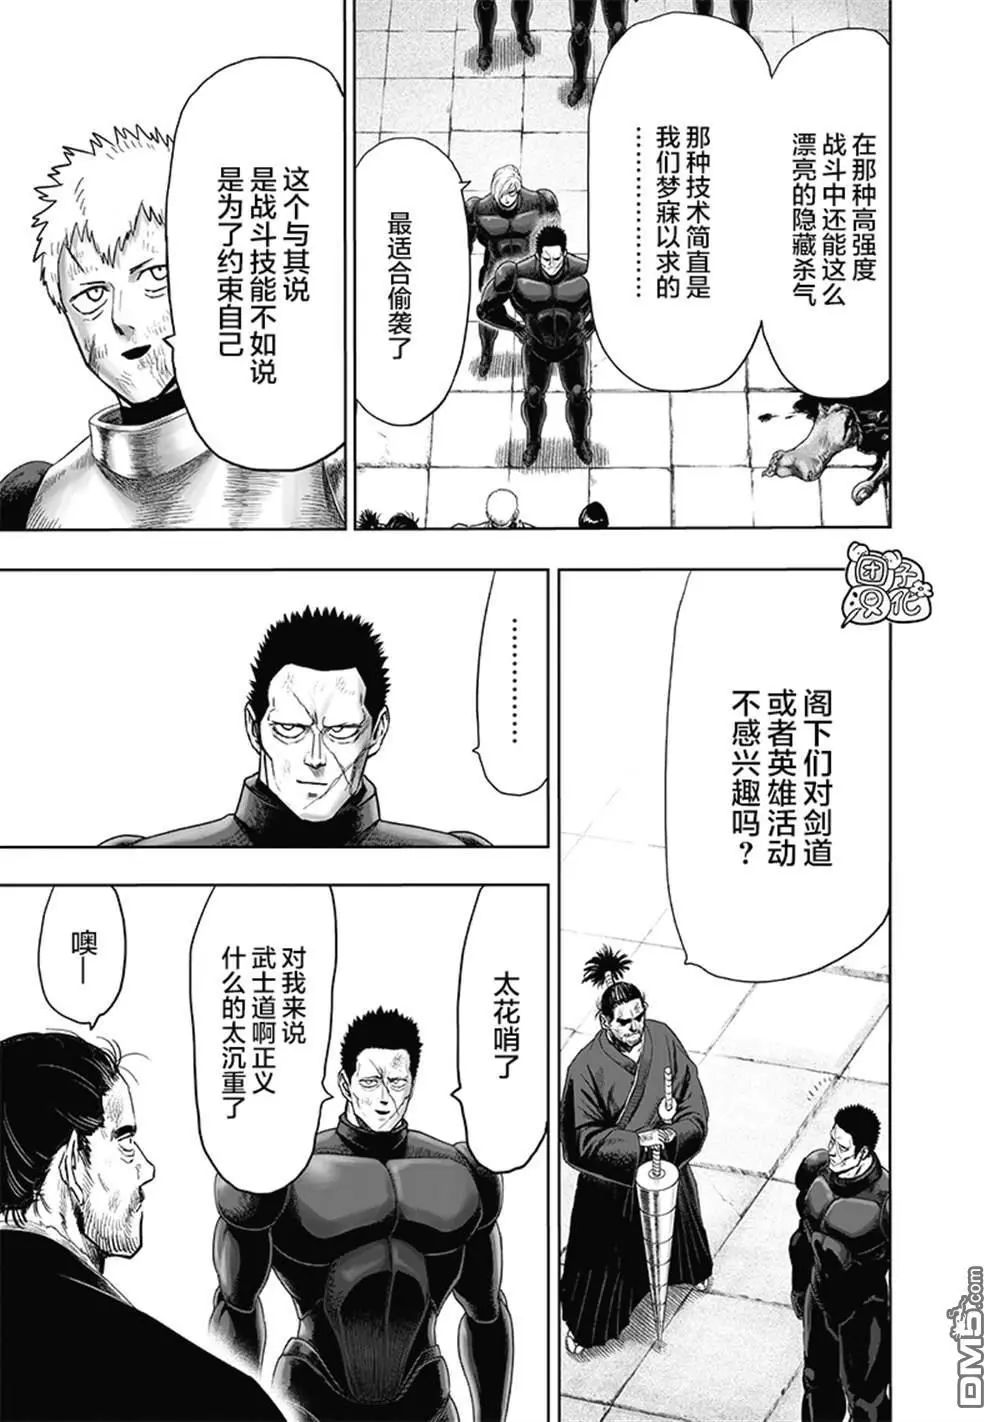 在那种高强度
战斗中还能这么
漂亮的隐藏杀气
那种技术简直是
我们梦寐以求的
…………………
最适合偷袭了
这个与其说
是战斗技能不如说
是为了约束自己
团子
汉化
阁下们对剑道
或者英雄活动
不感兴趣吗?
…………
太花哨了
对我来说
武士道啊正义
什么的太沉重了
噢—
DM5.com